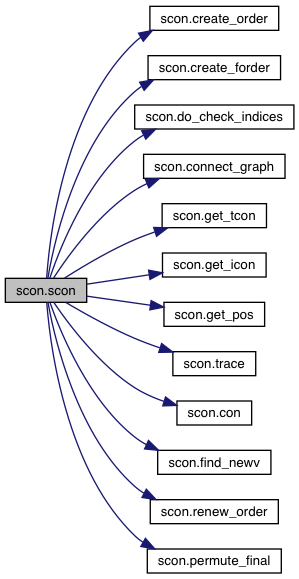 scon.create_order
scon.create_forder
scon.do_check_indices
scon.connect_graph
scon.get_tcon
scon.get_icon
scon.scon
scon.get_pos
scon.trace
scon.con
scon.find_newv
scon.renew_order
scon.permute_final